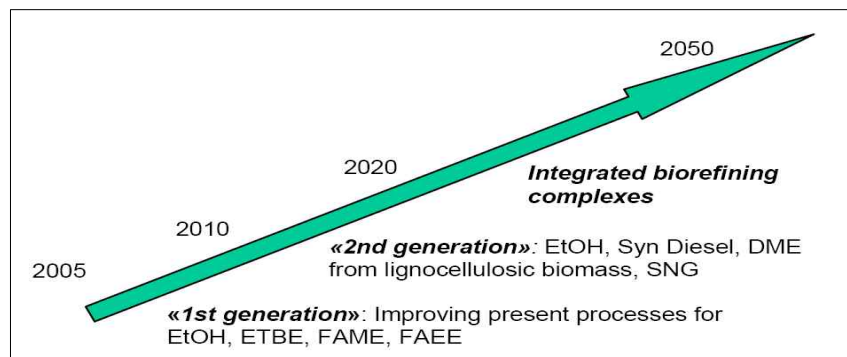 2050
2020
Integrated biorefining
complexes
2010
«2nd generation»: EtOH, Syn Diesel, DME
from lignocellulosic biomass, SNG
2005
«1st generation»: Improving present processes for
EtOH, ETBE, FAME, FAEE